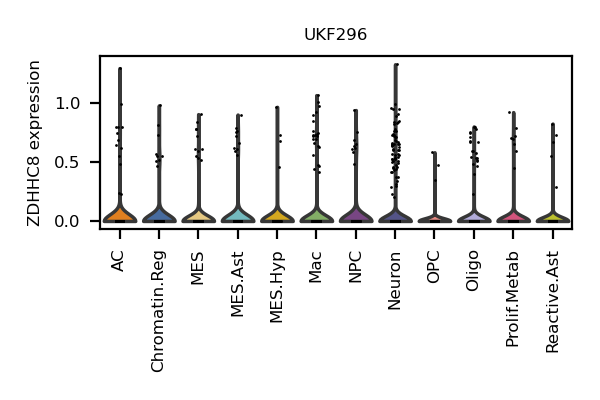 UKF296
ZDHHC8 expression
1.0
0.5
0.0
AC
Chromatin.Reg
MES
MES.Ast
MES.Hyp
Mac
NPC
Neuron
OPC
Oligo
Prolif.Metab
Reactive.Ast